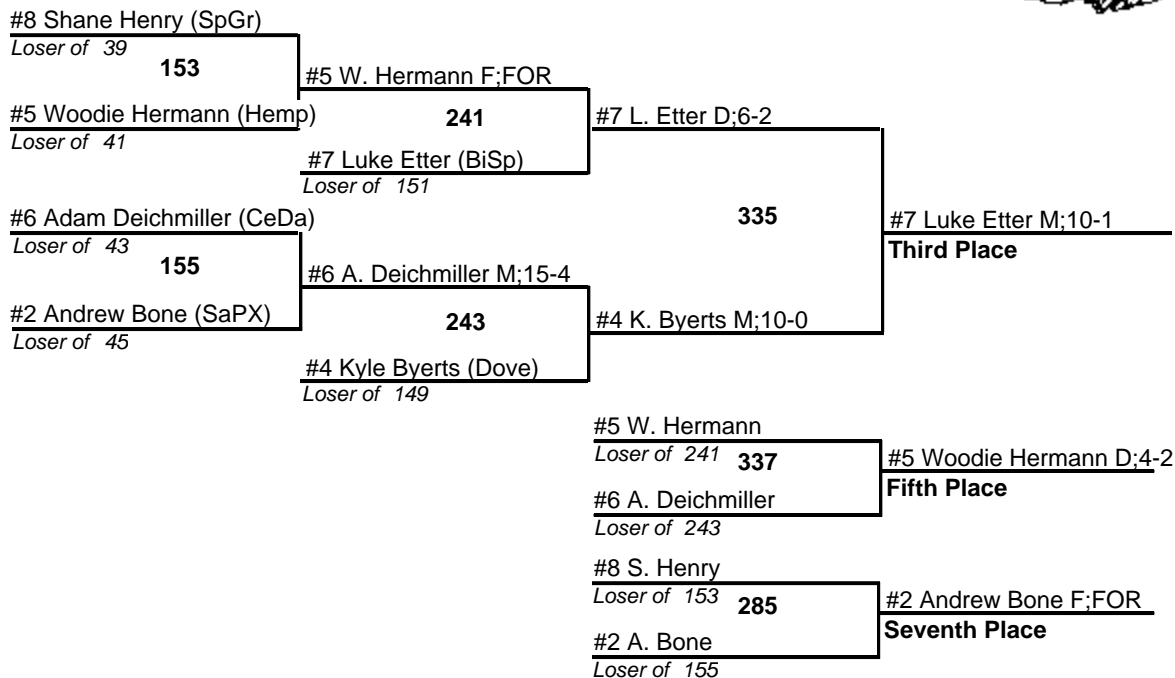 #8 Shane Henry (SpGr)
Loser of 39
153
#5 W. Hermann F;FOR
#5 Woodie Hermann (Hemp)
Loser of 41
241
#7 L. Etter D;6-2
#7 Luke Etter (BiSp)
Loser of 151
#6 Adam Deichmiller (CeDa)
Loser of 43
155
335
#7 Luke Etter M;10-1
Third Place
#6 A. Deichmiller M;15-4
#2 Andrew Bone (SaPX)
Loser of 45
243
#4 K. Byerts M;10-0
#4 Kyle Byerts (Dove)
Loser of 149
#5 W. Hermann
Loser of 241
337
#5 Woodie Hermann D;4-2
Fifth Place
#6 A. Deichmiller
Loser of 243
#8 S. Henry
Loser of 153
285
#2 Andrew Bone F;FOR
Seventh Place
#2 A. Bone
Loser of 155